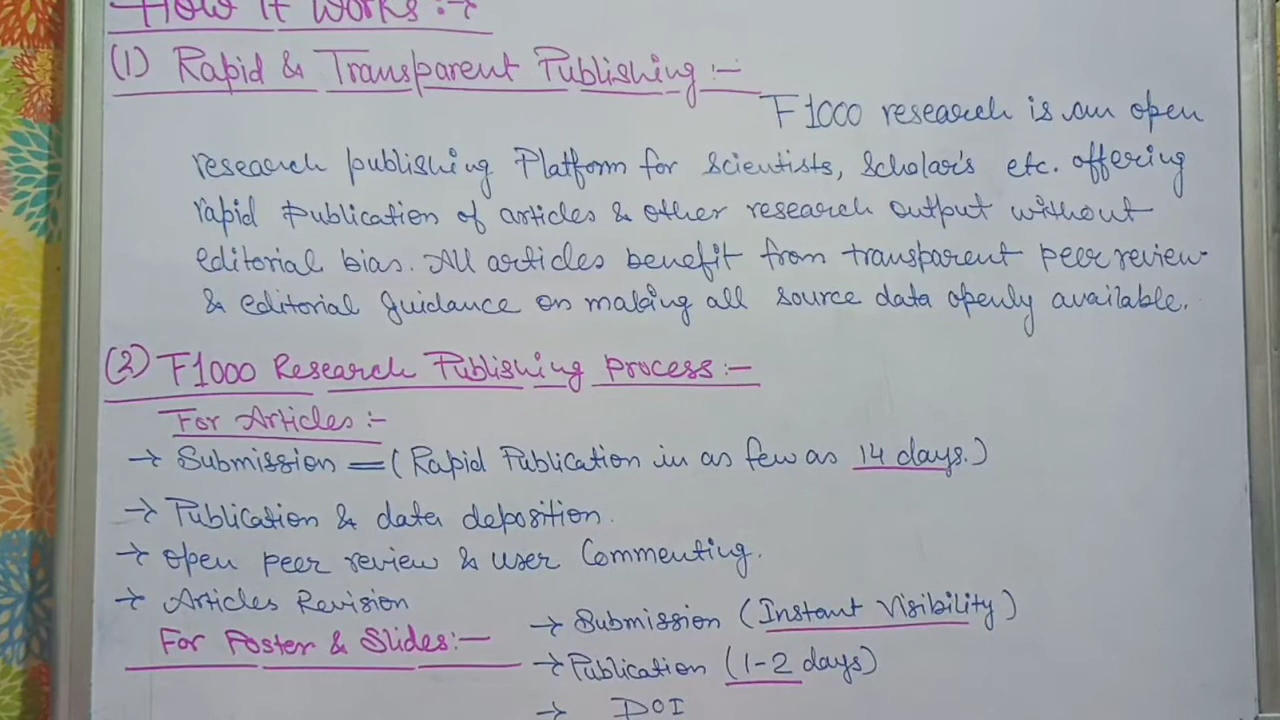 How it works :→
(1) Rapid & Transparent Publishing :-
F1000 research is an open
research publishing Platform for scientists, Scholar's etc. offering
rapid publication of articles & other research output without
editorial bias. All articles benefit from transparent peer review
& editorial guidance on making all source data openly available.
(2) F1000 Research Publishing process :-
For Articles :-
→ Submission = (Rapid Publication in as few as 14 days.)
→ Publication & data deposition.
→ open peer review & user Commenting.
→ Articles Revision
For Poster & Slides :-
→ Submission (Instant Visibility)
→ Publication (1-2 days)
→ DOI